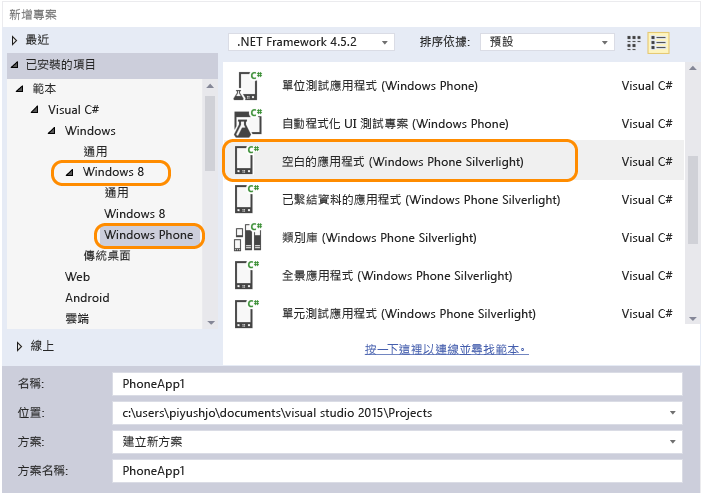 新增專案
最近
.NET Framework 4.5.2
排序依據:
預設
已安裝的項目
範本
Visual C#
Windows
通用
Windows 8
通用
Windows 8
Windows Phone
傳統桌面
Web
Android
雲端
線上
C# 單位測試應用程式 (Windows Phone) Visual C#
C# 自動程式化 UI 測試專案 (Windows Phone) Visual C#
C# 空白的應用程式 (Windows Phone Silverlight) Visual C#
C# 已繫結資料的應用程式 (Windows Phone Silverlight) Visual C#
C# 類別庫 (Windows Phone Silverlight) Visual C#
C# 全景應用程式 (Windows Phone Silverlight) Visual C#
C# 單元測試應用程式 (Windows Phone Silverlight) Visual C#
按一下這裡以連線並尋找範本。
名稱: PhoneApp1
位置: c:\users\piyushjo\documents\visual studio 2015\Projects
方案: 建立新方案
方案名稱: PhoneApp1